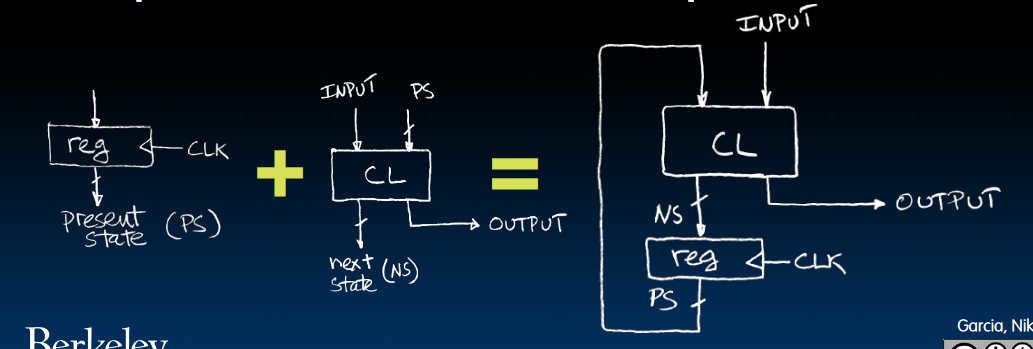 reg
CLK
present
state (PS)
+
INPUT PS
CL
OUTPUT
next
state (NS)
=
INPUT
CL
OUTPUT
NS
reg
CLK
PS
Berkeley
Garcia, Nik